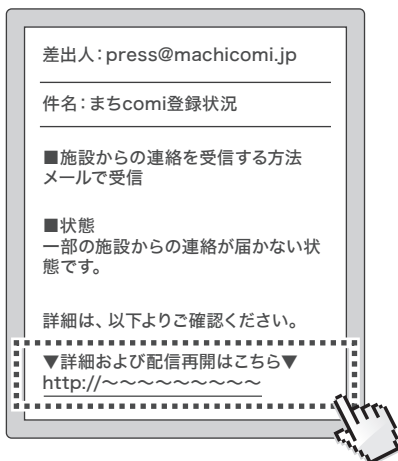 差出人：press@machicomi.jp
件名：まちcomi登録状況
■施設からの連絡を受信する方法
メールで受信
■状態
一部の施設からの連絡が届かない状
態です。
詳細は、以下よりご確認ください。
▼詳細および配信再開はこちら▼
http://～～～～～～～～～